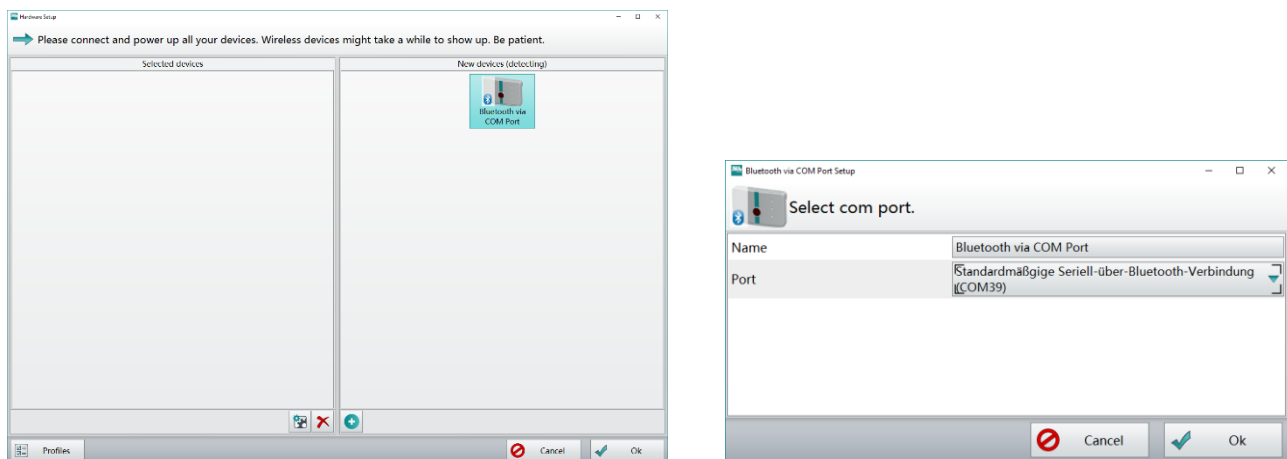 Hardware Setup
Please connect and power up all your devices. Wireless devices might take a while to show up. Be patient.
Selected devices
New devices (detecting)
Bluetooth via
COM Port
Profiles
Cancel
Ok
Bluetooth via COM Port Setup
Select com port.
Name
Bluetooth via COM Port
Port
Standardmäßgige Seriell-über-Bluetooth-Verbindung
(COM39)
Cancel
Ok